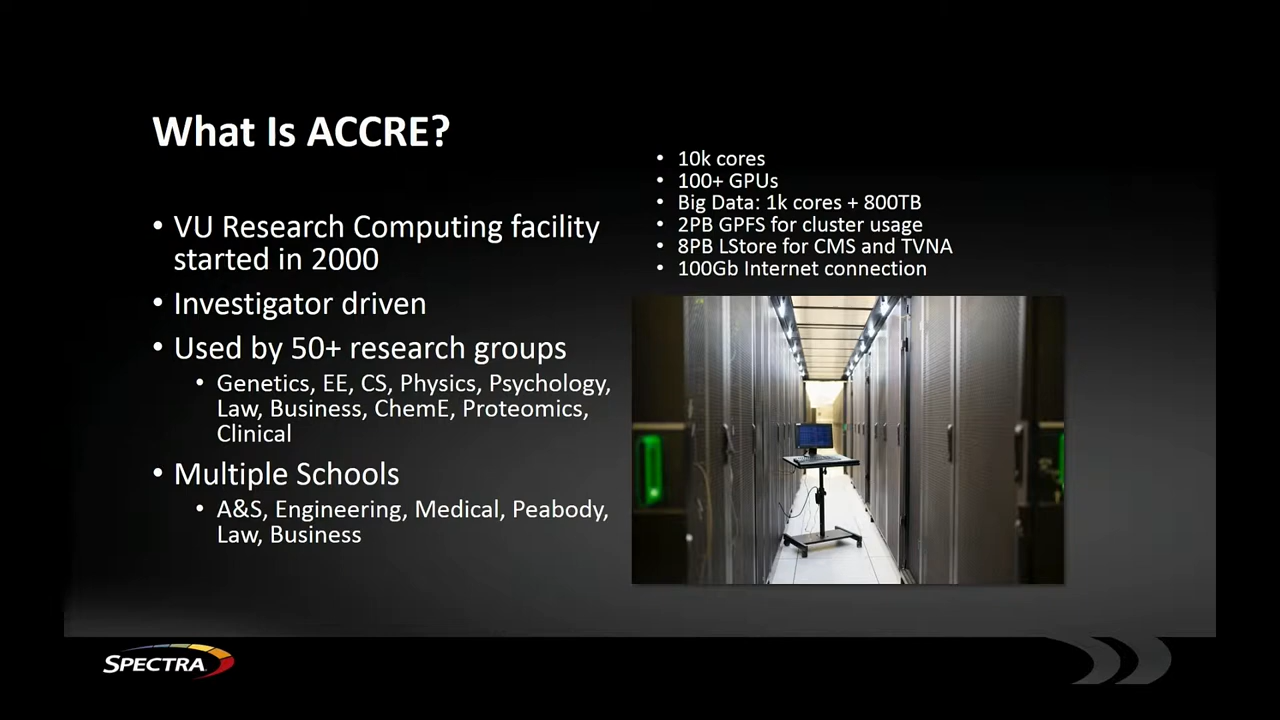 What Is ACCRE?
• VU Research Computing facility
started in 2000
• Investigator driven
• Used by 50+ research groups
• Genetics, EE, CS, Physics, Psychology,
Law, Business, ChemE, Proteomics,
Clinical
• Multiple Schools
• A&S, Engineering, Medical, Peabody,
Law, Business
• 10k cores
• 100+ GPUs
• Big Data: 1k cores + 800TB
• 2PB GPFS for cluster usage
• 8PB LStore for CMS and TVNA
• 100Gb Internet connection
SPECTRA